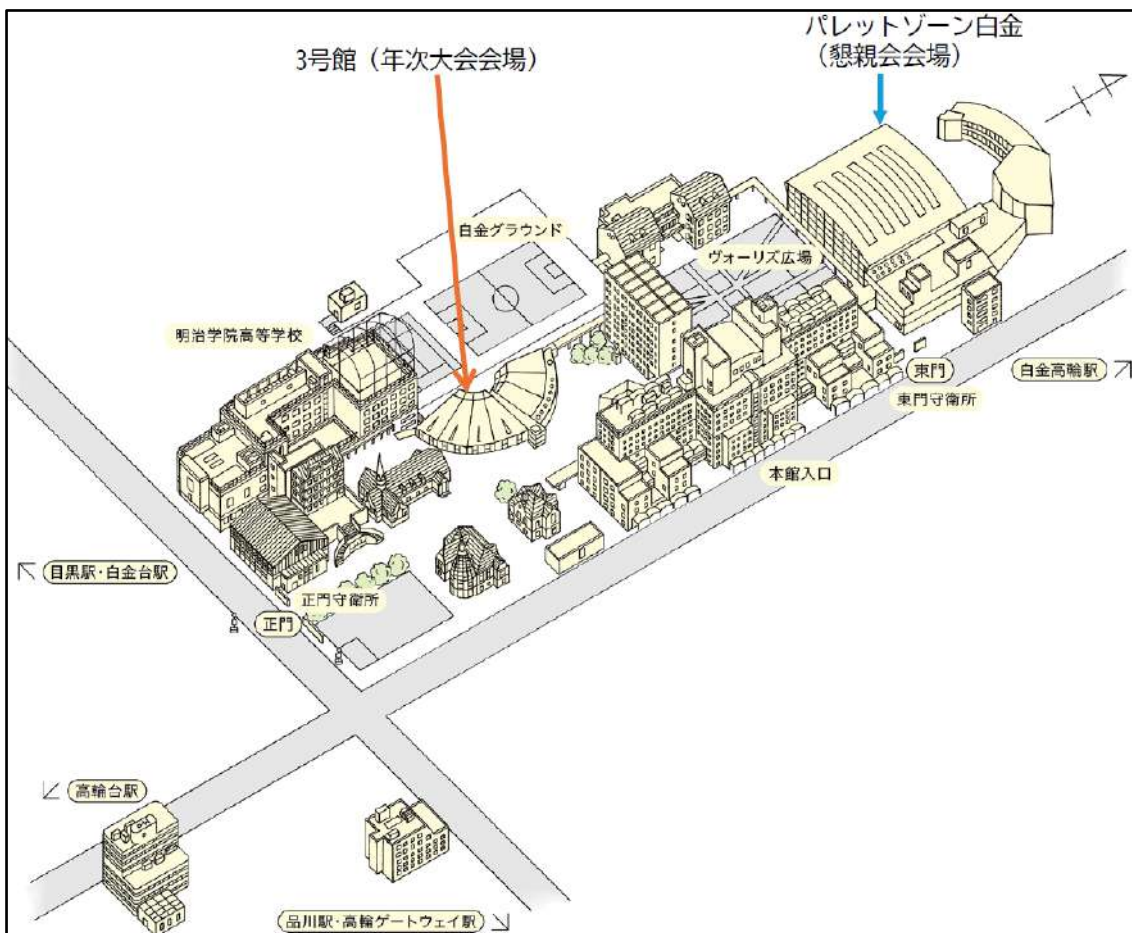 パレットゾーン白金
（懇親会会場）
3号館（年次大会会場）
白金グラウンド
ヴォーリズ広場
明治学院高等学校
東門
白金高輪駅
東門守衛所
本館入口
目黒駅・白金台駅
正門守衛所
正門
高輪台駅
品川駅・高輪ゲートウェイ駅